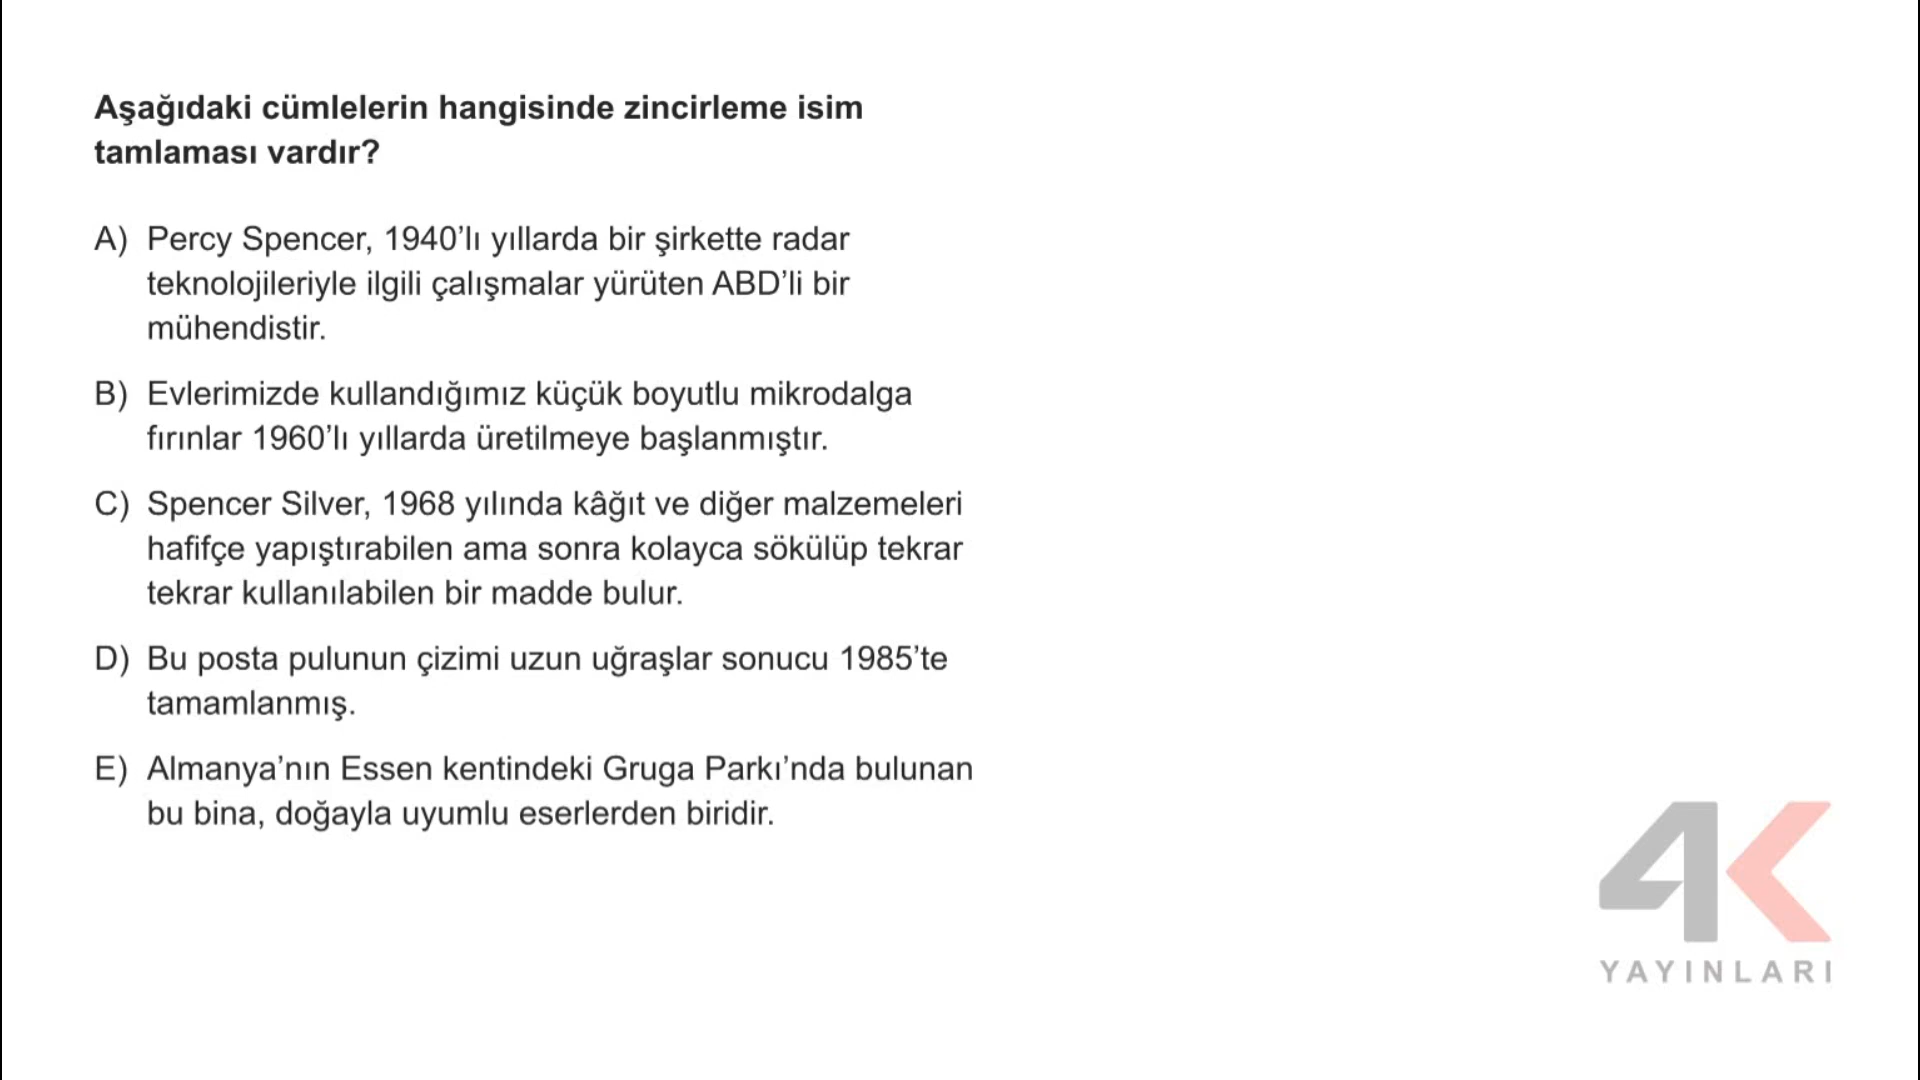 Aşağıdaki cümlelerin hangisinde zincirleme isim
tamlaması vardır?
A) Percy Spencer, 1940’lı yıllarda bir şirkette radar
teknolojileriyle ilgili çalışmalar yürüten ABD’li bir
mühendistir.
B) Evlerimizde kullandığımız küçük boyutlu mikrodalga
fırınlar 1960’lı yıllarda üretilmeye başlanmıştır.
C) Spencer Silver, 1968 yılında kâğıt ve diğer malzemeleri
hafifçe yapıştırabilen ama sonra kolayca sökülüp tekrar
tekrar kullanılabilen bir madde bulur.
D) Bu posta pulunun çizimi uzun uğraşlar sonucu 1985’te
tamamlanmış.
E) Almanya’nın Essen kentindeki Gruga Parkı’nda bulunan
bu bina, doğayla uyumlu eserlerden biridir.
4K
YAYINLARI